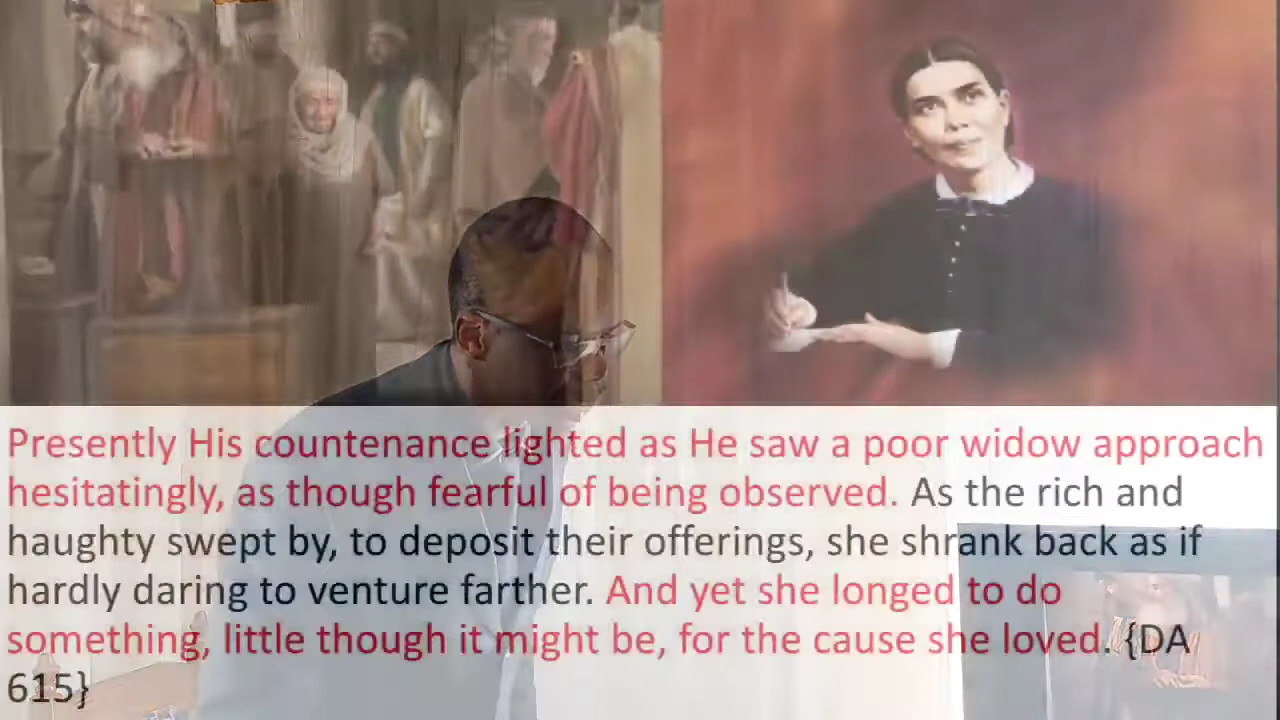 Presently His countenance lighted as He saw a poor widow approach
hesitatingly, as though fearful of being observed. As the rich and
haughty swept by, to deposit their offerings, she shrank back as if
hardly daring to venture farther. And yet she longed to do
something, little though it might be, for the cause she loved. {DA
615}